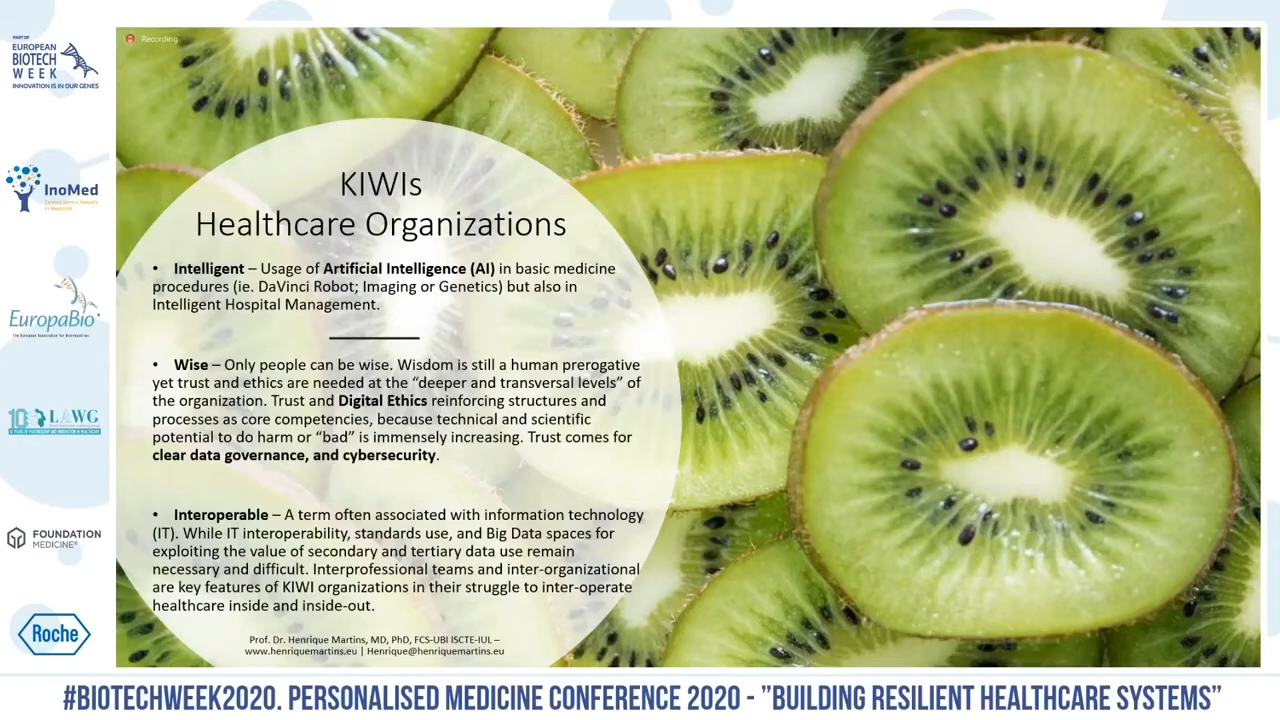 PART OF
EUROPEAN
BIOTECH
WEEK
INNOVATION IS IN OUR GENES
InoMed
EuropaBio
LAWG
FOUNDATION
MEDICINE®
Roche
Recording
KIWIs
Healthcare Organizations
• Intelligent – Usage of Artificial Intelligence (AI) in basic medicine
procedures (ie. DaVinci Robot; Imaging or Genetics) but also in
Intelligent Hospital Management.
• Wise – Only people can be wise. Wisdom is still a human prerogative
yet trust and ethics are needed at the “deeper and transversal levels” of
the organization. Trust and Digital Ethics reinforcing structures and
processes as core competencies, because technical and scientific
potential to do harm or “bad” is immensely increasing. Trust comes for
clear data governance, and cybersecurity.
• Interoperable – A term often associated with information technology
(IT). While IT interoperability, standards use, and Big Data spaces for
exploiting the value of secondary and tertiary data use remain
necessary and difficult. Interprofessional teams and inter-organizational
are key features of KIWI organizations in their struggle to inter-operate
healthcare inside and inside-out.
Prof. Dr. Henrique Martins, MD, PhD, FCS-UBI ISCTE-IUL –
www.henriquemartins.eu | Henrique@henriquemartins.eu
#BIOTECHWEEK2020. PERSONALISED MEDICINE CONFERENCE 2020 - ”BUILDING RESILIENT HEALTHCARE SYSTEMS”